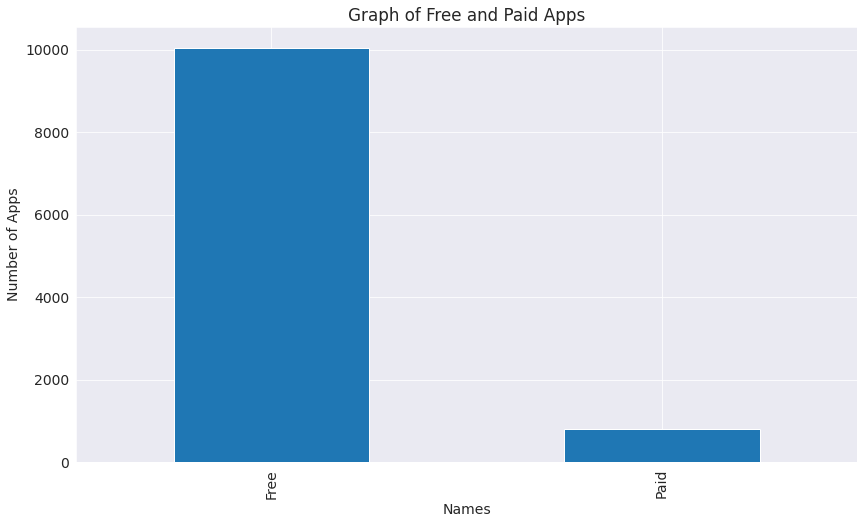 Graph of Free and Paid Apps
10000
8000
6000
4000
2000
0
Number of Apps
Free
Paid
Names